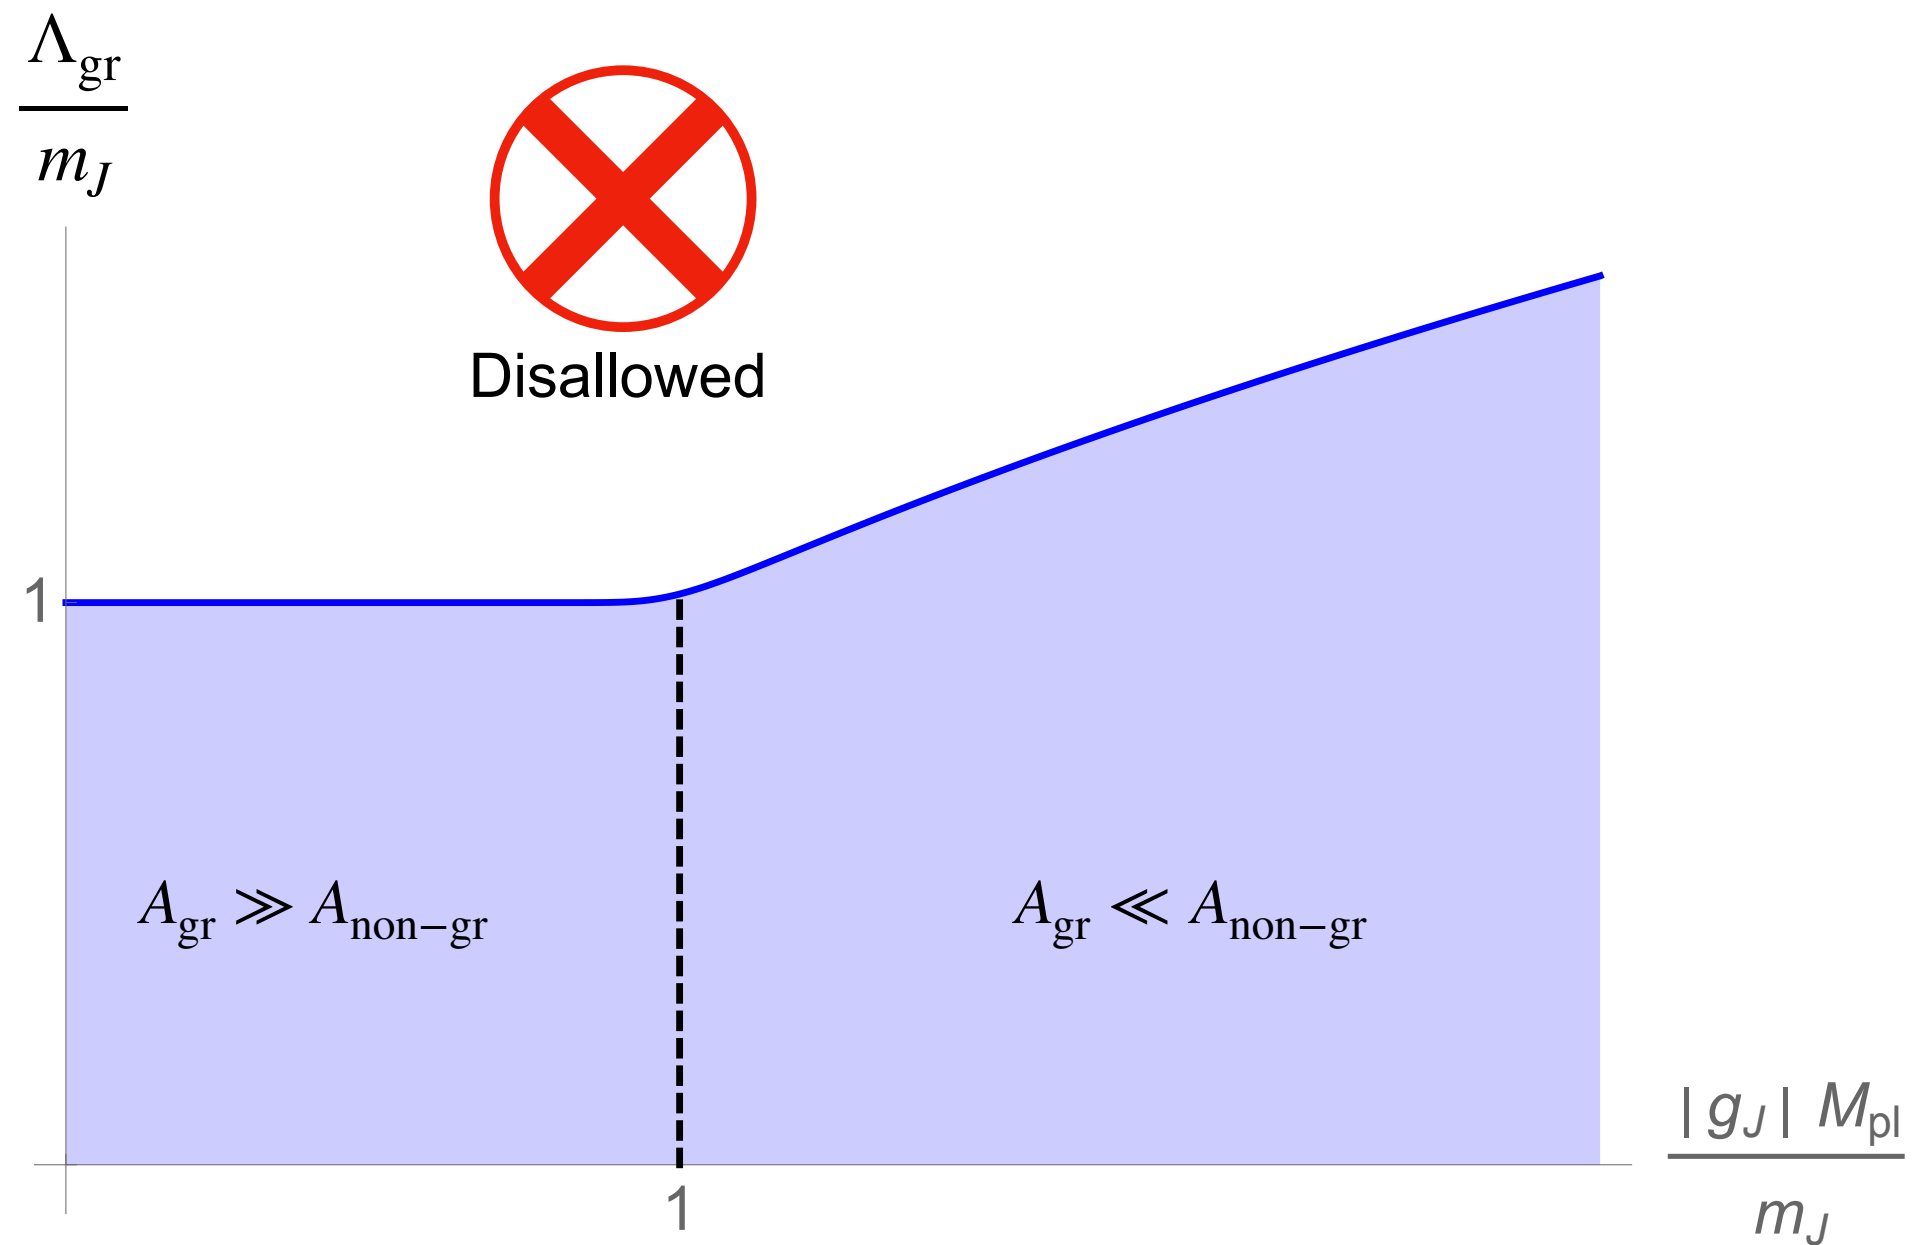 Λgr
mJ
Disallowed
1
Agr ≫ Anon−gr
Agr ≪ Anon−gr
|gJ| Mpl
mJ
1